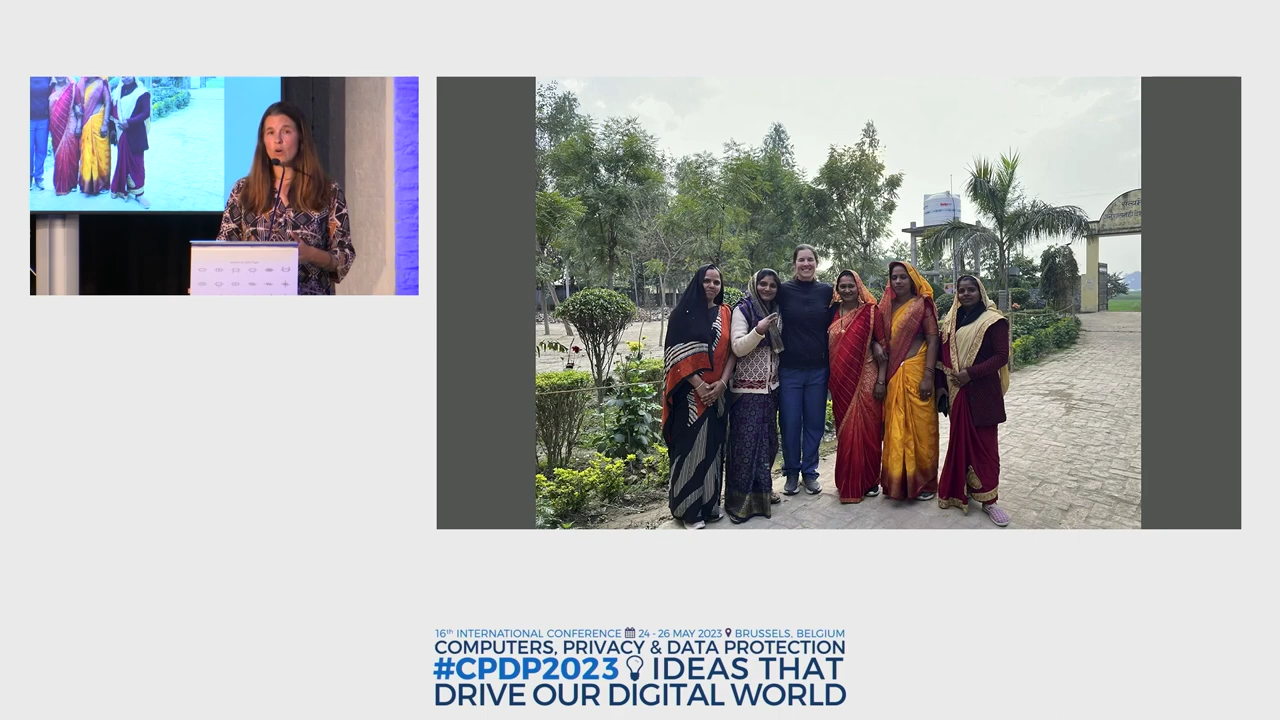 16th INTERNATIONAL CONFERENCE 24 - 26 MAY 2023 BRUSSELS, BELGIUM
COMPUTERS, PRIVACY & DATA PROTECTION
#CPDP2023 IDEAS THAT
DRIVE OUR DIGITAL WORLD